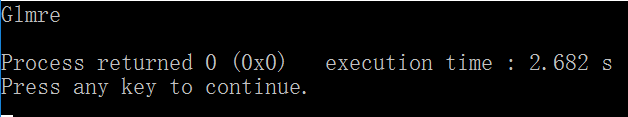 Glmre
Process returned 0 (0x0)   execution time : 2.682 s
Press any key to continue.